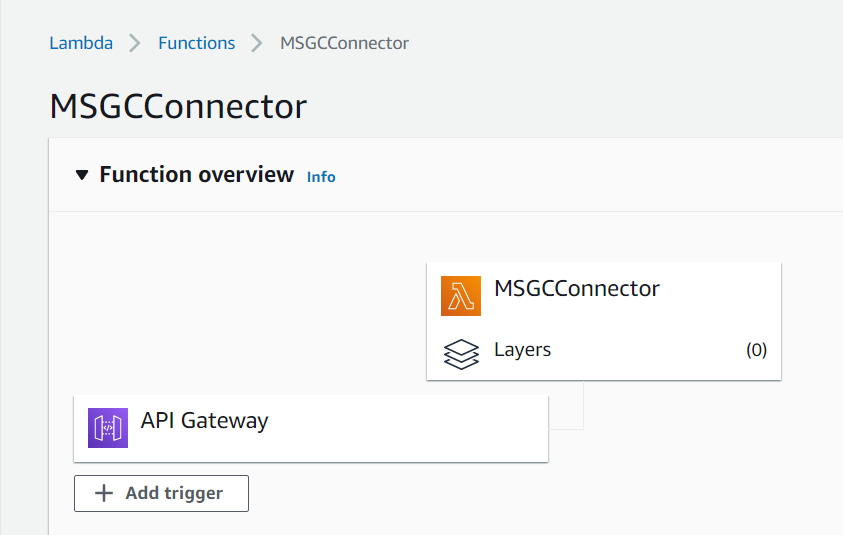 Lambda > Functions > MSGCConnector
MSGCConnector
Function overview Info
MSGCConnector
Layers (0)
API Gateway
+ Add trigger